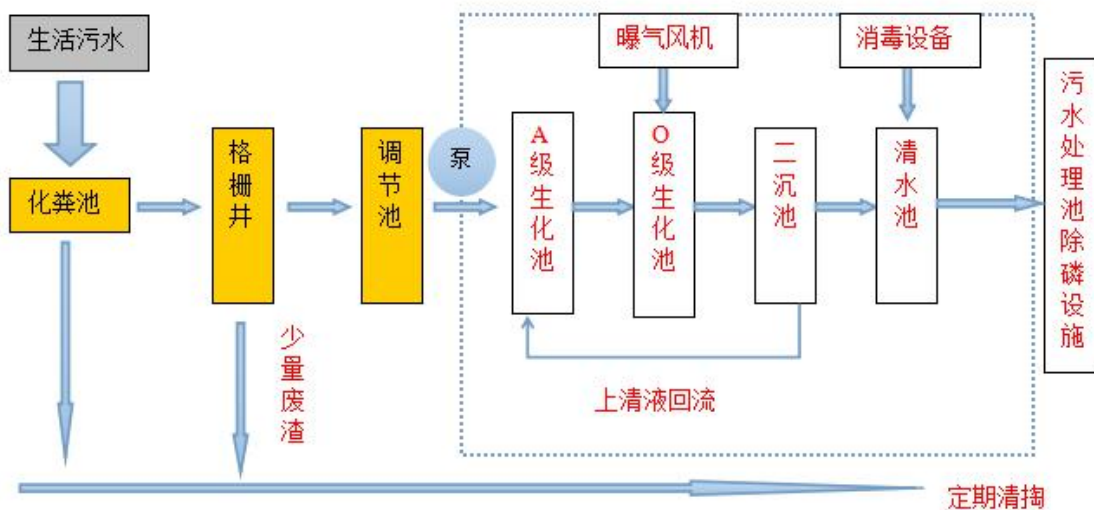 生活污水
曝气风机
消毒设备
化粪池
格栅井
调节池
泵
A级生化池
O级生化池
二沉池
清水池
污水处理池除磷设施
少量废渣
上清液回流
定期清掏